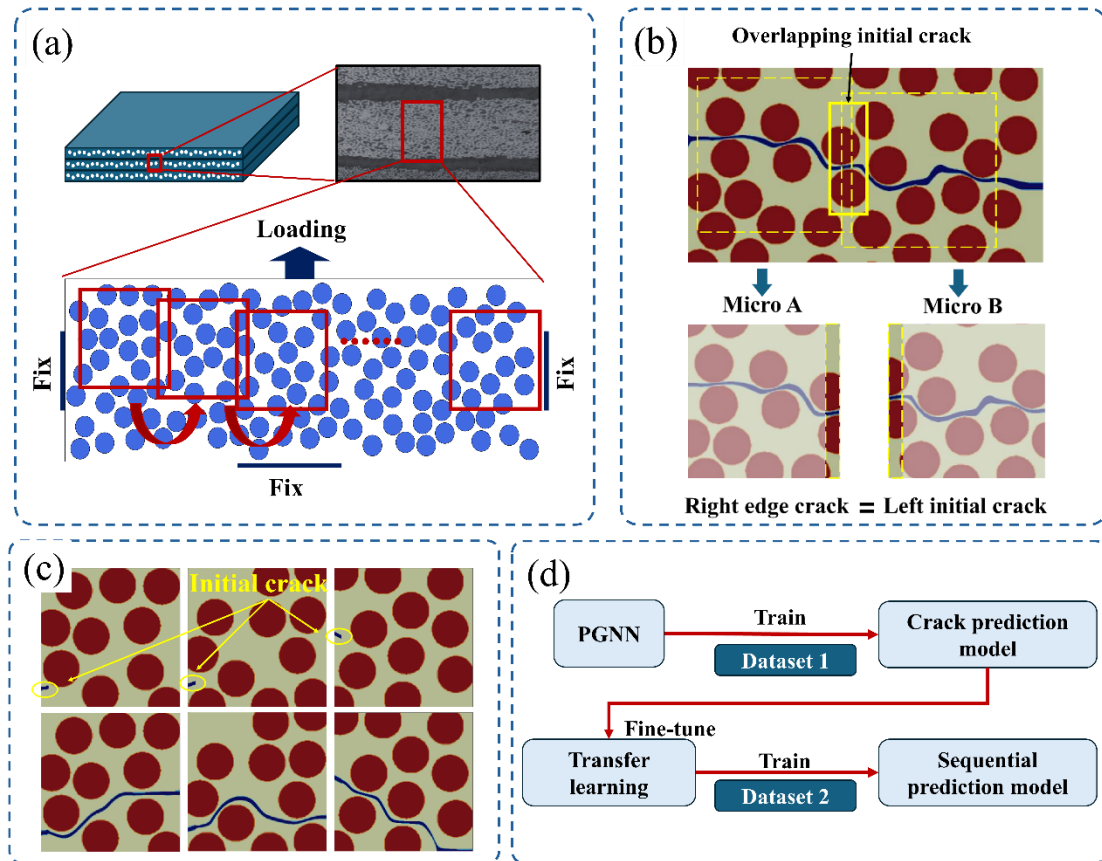 (a)
Loading
Fix
Fix
Fix
(b)
Overlapping initial crack
Micro A
Micro B
Right edge crack = Left initial crack
(c)
Initial crack
(d)
PGNN
Train
Dataset 1
Crack prediction
model
Fine-tune
Transfer
learning
Train
Dataset 2
Sequential
prediction model